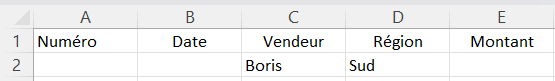 A B C D E
1 Numéro Date Vendeur Région Montant
2 Boris Sud